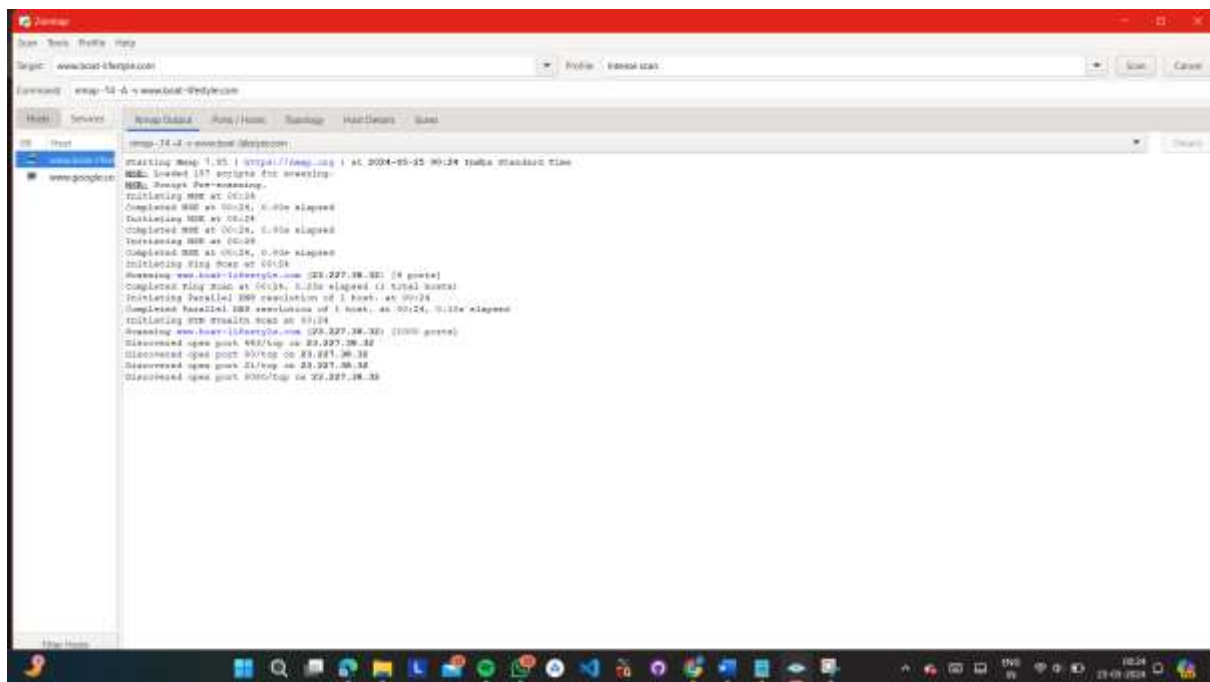 Zenmap
Scan Tools Profile Help
Target: www.boat-lifestyle.com Profile: Intense scan Scan Cancel
Command: nmap -T4 -A -v www.boat-lifestyle.com
Hosts Services Nmap Output Ports / Hosts Topology Host Details Scans
OS Host nmap -T4 -A -v www.boat-lifestyle.com Details
Starting Nmap 7.95 ( https://nmap.org ) at 2024-05-25 00:24 India Standard Time
www.google.co NSE: Loaded 157 scripts for scanning.
NSE: Script Pre-scanning.
Initiating NSE at 00:24
Completed NSE at 00:24, 0.00s elapsed
Initiating NSE at 00:24
Completed NSE at 00:24, 0.00s elapsed
Initiating NSE at 00:24
Completed NSE at 00:24, 0.00s elapsed
Initiating Ping Scan at 00:24
Scanning www.boat-lifestyle.com (23.227.38.32) [4 ports]
Completed Ping Scan at 00:24, elapsed (1 total hosts)
Initiating Parallel DNS resolution of 1 host. at 00:24
Completed Parallel DNS resolution of 1 host. at 00:24, elapsed
Initiating SYN Stealth Scan at 00:24
Scanning www.boat-lifestyle.com (23.227.38.32) [1000 ports]
Discovered open port 443/tcp on 23.227.38.32
Discovered open port 80/tcp on 23.227.38.32
Discovered open port 21/tcp on 23.227.38.32
Discovered open port on 23.227.38.32
Filter Hosts
ENG
IN
00:24